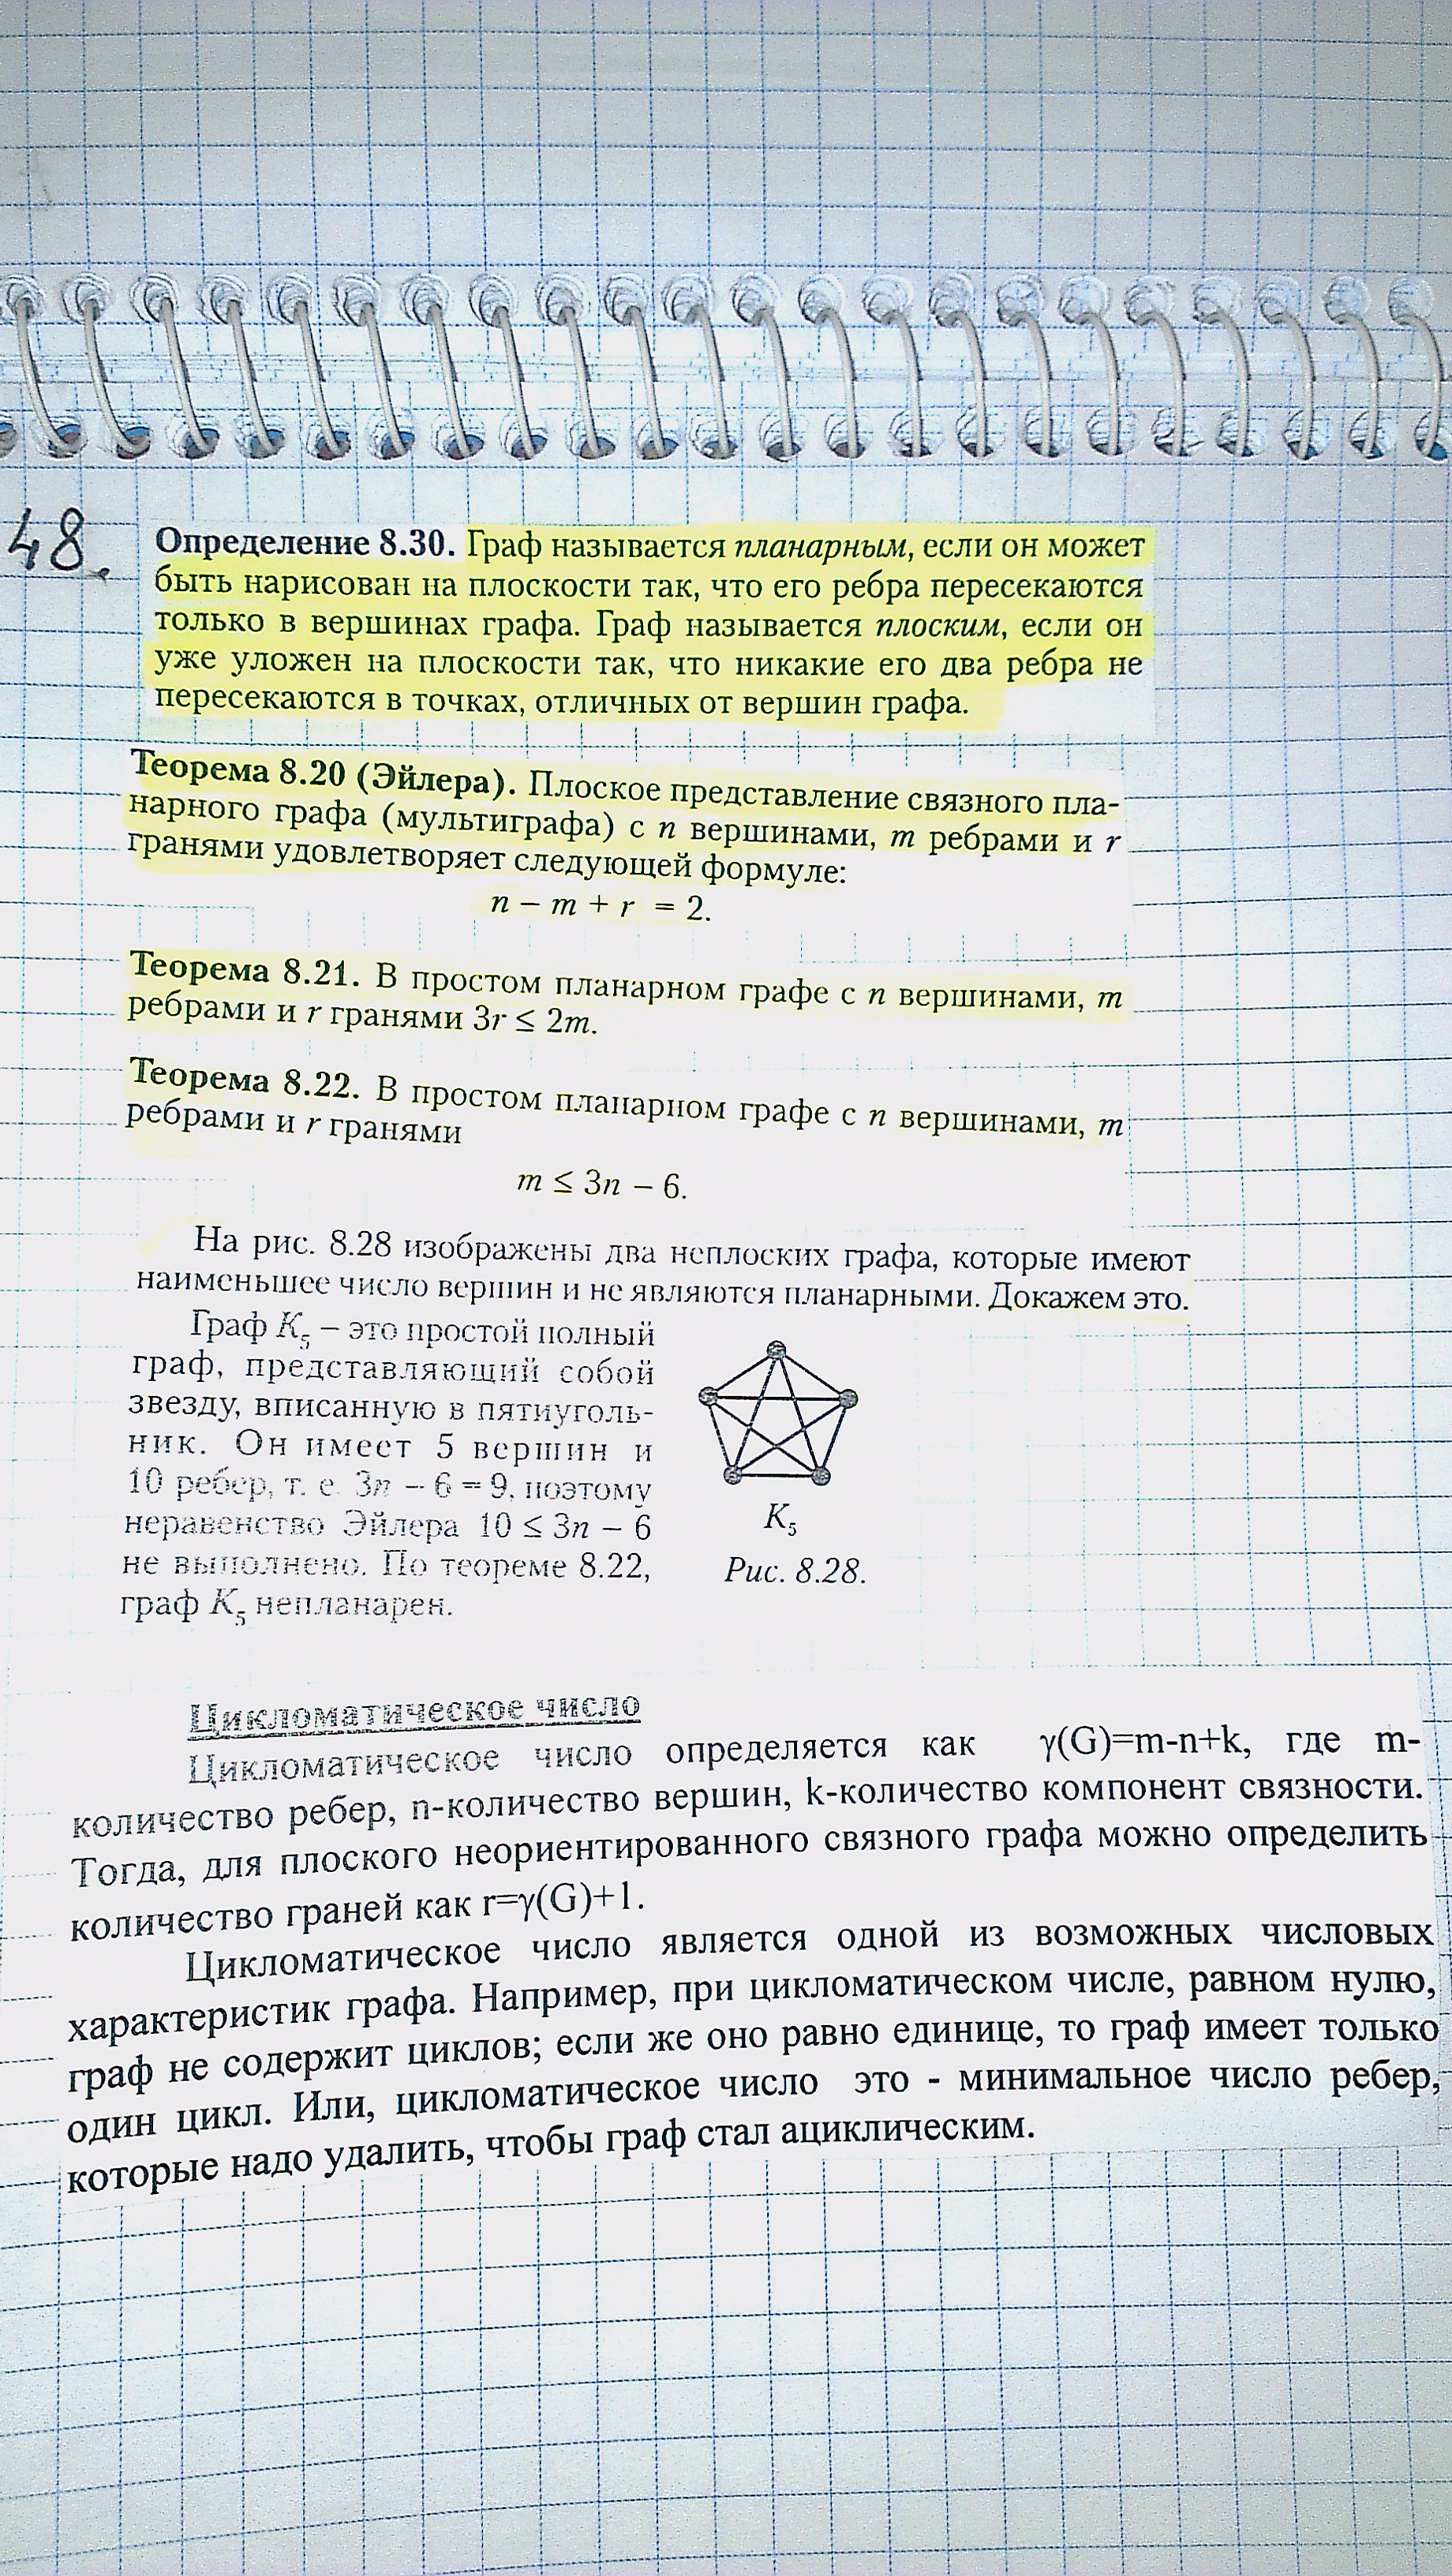 48.
Определение 8.30. Граф называется планарным, если он может
быть нарисован на плоскости так, что его ребра пересекаются
только в вершинах графа. Граф называется плоским, если он
уже уложен на плоскости так, что никакие его два ребра не
пересекаются в точках, отличных от вершин графа.
Теорема 8.20 (Эйлера). Плоское представление связного пла-
нарного графа (мультиграфа) с n вершинами, m ребрами и r
гранями удовлетворяет следующей формуле:
n – m + r = 2.
Теорема 8.21. В простом планарном графе с n вершинами, m
ребрами и r гранями 3r ≤ 2m.
Теорема 8.22. В простом планарном графе с n вершинами, m
ребрами и r гранями
m ≤ 3n – 6.
На рис. 8.28 изображены два неплоских графа, которые имеют
наименьшее число вершин и не являются планарными. Докажем это.
Граф K₅ – это простой полный
граф, представляющий собой
звезду, вписанную в пятиуголь-
ник. Он имеет 5 вершин и
10 ребер, т. е. 3n – 6 = 9, поэтому
неравенство Эйлера 10 ≤ 3n – 6
не выполнено. По теореме 8.22,
граф K₅ непланарен.
K₅
Рис. 8.28.
Цикломатическое число
Цикломатическое число определяется как γ(G)=m-n+k, где m-
количество ребер, n-количество вершин, k-количество компонент связности.
Тогда, для плоского неориентированного связного графа можно определить
количество граней как r=γ(G)+1.
Цикломатическое число является одной из возможных числовых
характеристик графа. Например, при цикломатическом числе, равном нулю,
граф не содержит циклов; если же оно равно единице, то граф имеет только
один цикл. Или, цикломатическое число это - минимальное число ребер,
которые надо удалить, чтобы граф стал ациклическим.